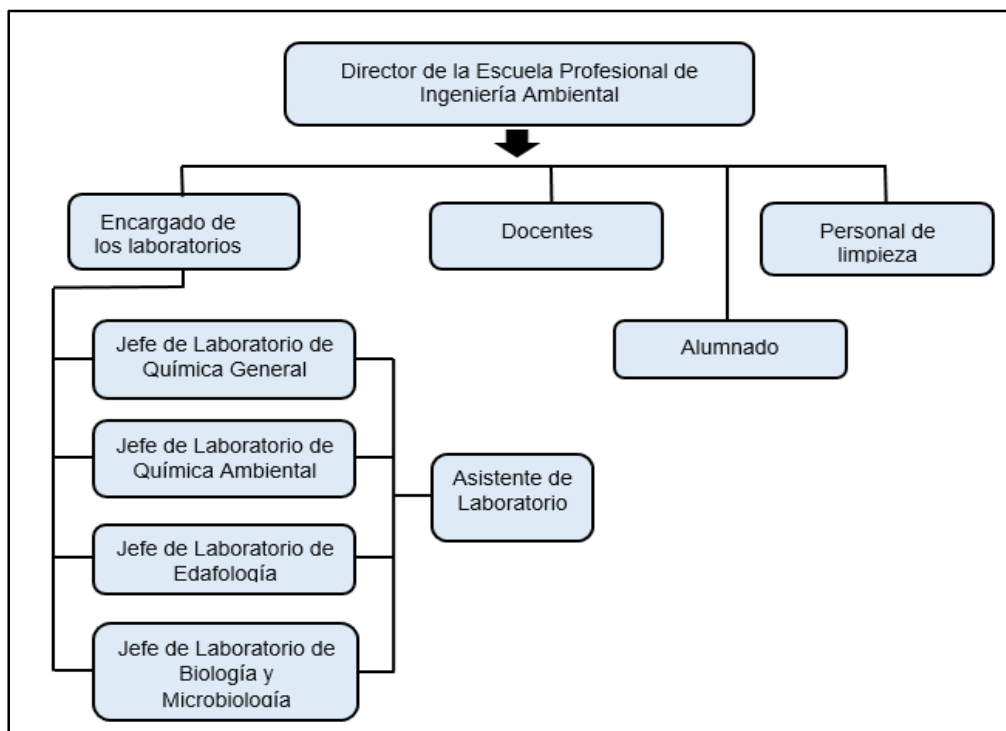 Director de la Escuela Profesional de
Ingeniería Ambiental
Encargado de
los laboratorios
Docentes
Personal de
limpieza
Alumnado
Jefe de Laboratorio de
Química General
Jefe de Laboratorio de
Química Ambiental
Asistente de
Laboratorio
Jefe de Laboratorio de
Edafología
Jefe de Laboratorio de
Biología y
Microbiología